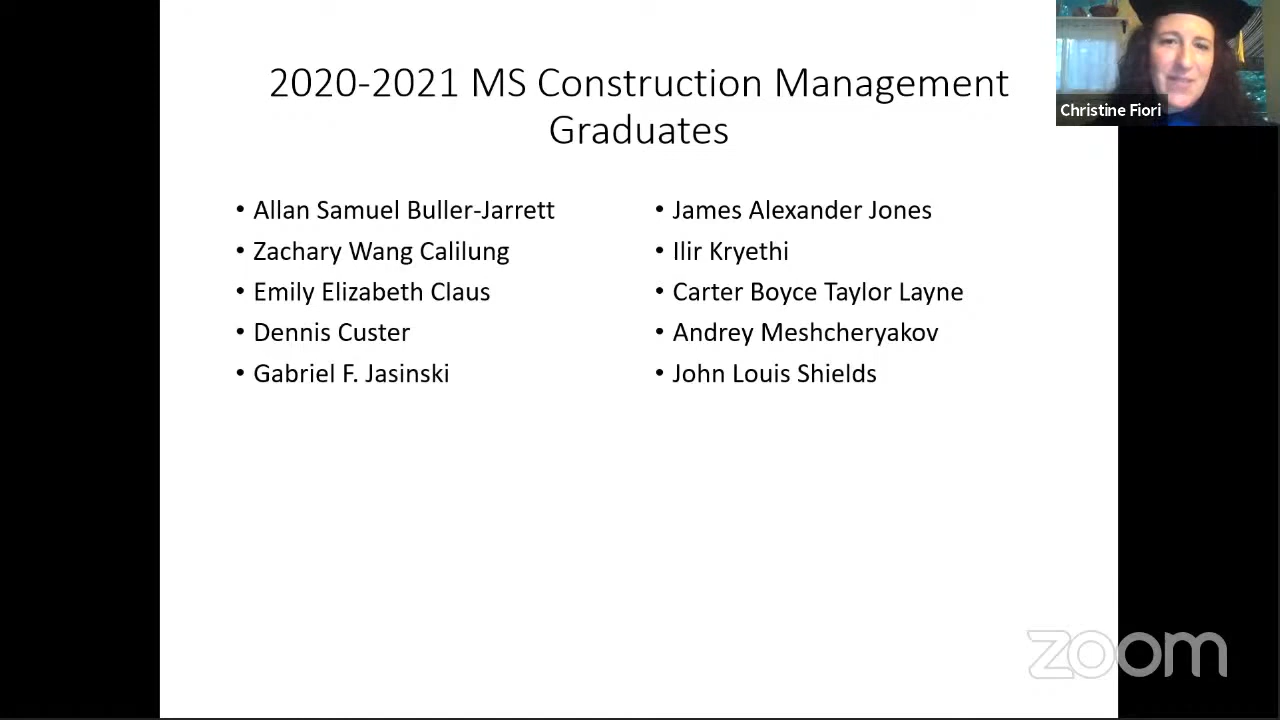 2020-2021 MS Construction Management
Graduates
• Allan Samuel Buller-Jarrett
• Zachary Wang Calilung
• Emily Elizabeth Claus
• Dennis Custer
• Gabriel F. Jasinski
• James Alexander Jones
• Ilir Kryethi
• Carter Boyce Taylor Layne
• Andrey Meshcheryakov
• John Louis Shields
Christine Fiori
zoom